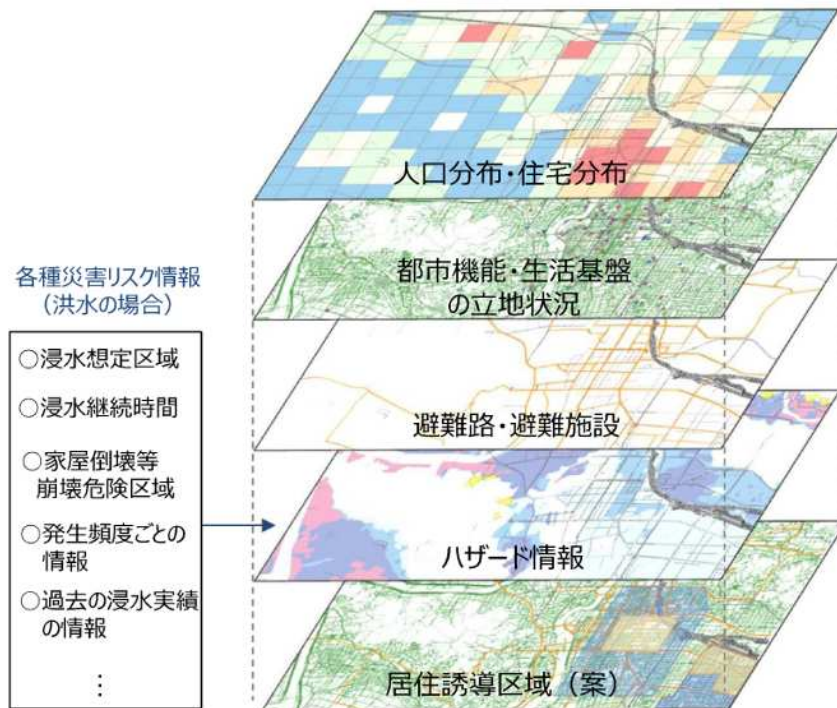 人口分布・住宅分布
都市機能・生活基盤
の立地状況
各種災害リスク情報
(洪水の場合)
○浸水想定区域
○浸水継続時間
○家屋倒壊等
崩壊危険区域
○発生頻度ごとの
情報
○過去の浸水実績
の情報
⋮
避難路・避難施設
ハザード情報
居住誘導区域（案）